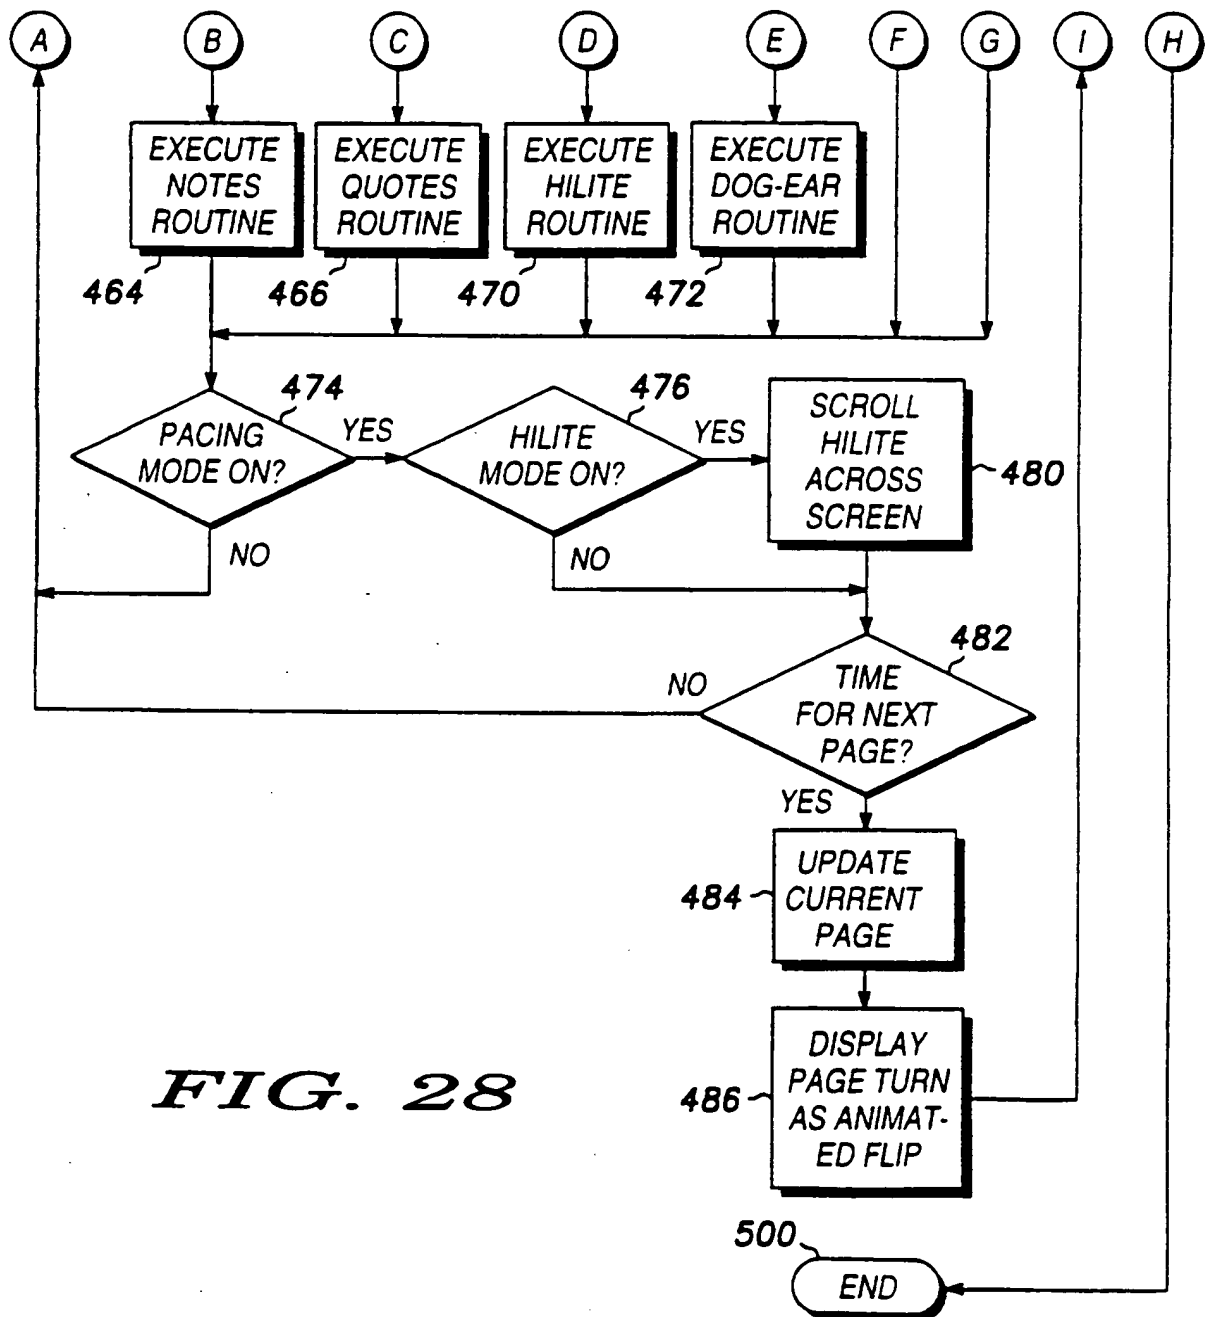 A
B
C
D
E
F
G
I
H
EXECUTE
NOTES
ROUTINE
464
EXECUTE
QUOTES
ROUTINE
466
EXECUTE
HILITE
ROUTINE
470
EXECUTE
DOG-EAR
ROUTINE
472
474
PACING
MODE ON?
YES
NO
476
HILITE
MODE ON?
YES
NO
SCROLL
HILITE
ACROSS
SCREEN
480
482
TIME
FOR NEXT
PAGE?
NO
YES
UPDATE
CURRENT
PAGE
484
DISPLAY
PAGE TURN
AS ANIMAT-
ED FLIP
486
FIG. 28
500
END